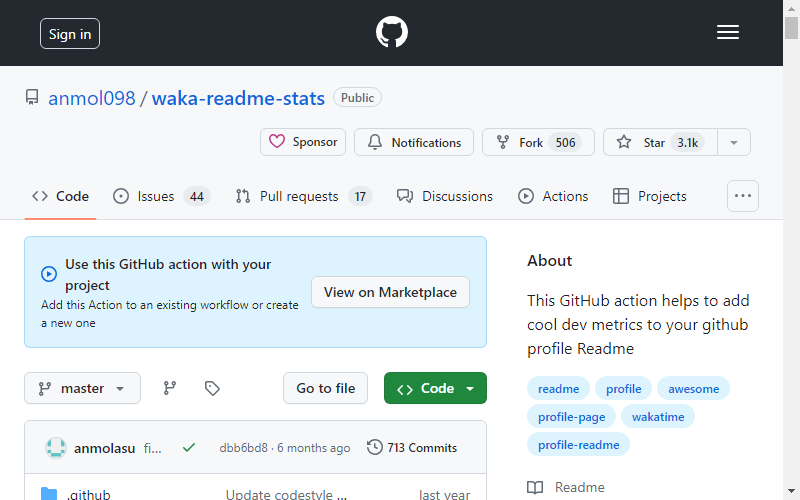 Sign in
anmol098 / waka-readme-stats Public
Sponsor Notifications Fork 506 Star 3.1k
Code Issues 44 Pull requests 17 Discussions Actions Projects
Use this GitHub action with your
project
Add this Action to an existing workflow or create
a new one
View on Marketplace
master Go to file Code
anmolasu fi... dbb6bd8 · 6 months ago 713 Commits
.github Update codestyle ... last year
About
This GitHub action helps to add
cool dev metrics to your github
profile Readme
readme profile awesome
profile-page wakatime
profile-readme
Readme